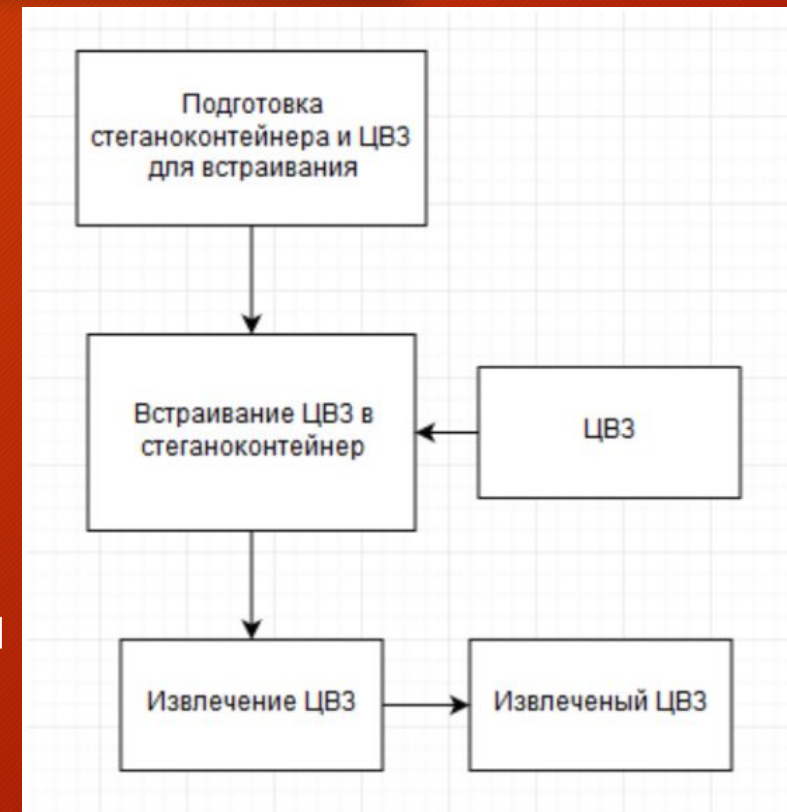 Подготовка
стеганоконтейнера и ЦВЗ
для встраивания
Встраивание ЦВЗ в
стеганоконтейнер
ЦВЗ
Извлечение ЦВЗ
Извлеченый ЦВЗ